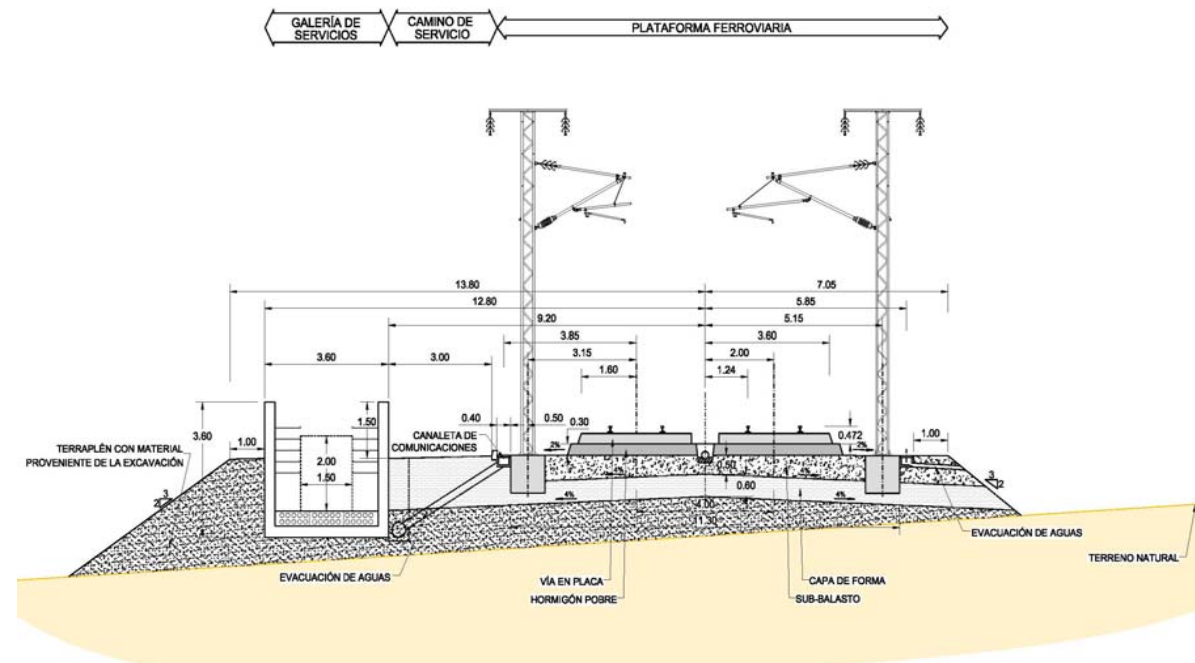 GALERÍA DE
SERVICIOS
CAMINO DE
SERVICIO
PLATAFORMA FERROVIARIA
13.80
7.05
12.80
5.85
9.20
5.15
3.85
3.60
3.60
3.00
3.15
2.00
1.60
1.24
0.40
0.50
0.30
1.50
0.472
3.60
1.00
1.00
CANALETA DE
COMUNICACIONES
TERRAPLÉN CON MATERIAL
PROVENIENTE DE LA EXCAVACIÓN
2.00
1.50
2%
2%
0.50
4%
4%
0.60
3
2
3
2
4%
4%
4.00
11.30
EVACUACIÓN DE AGUAS
EVACUACIÓN DE AGUAS
TERRENO NATURAL
VÍA EN PLACA
CAPA DE FORMA
HORMIGÓN POBRE
SUB-BALASTO